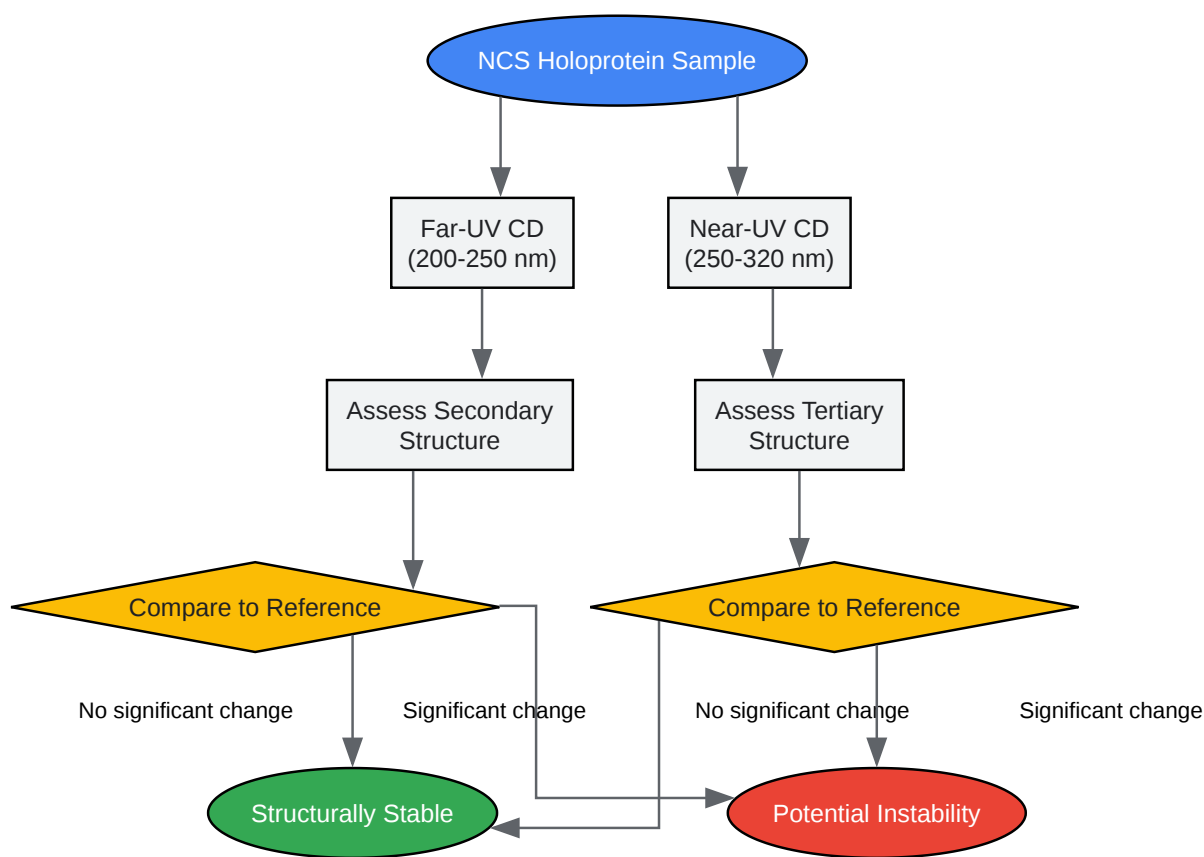 NCS Holoprotein Sample
Far-UV CD
(200-250 nm)
Near-UV CD
(250-320 nm)
Assess Secondary
Structure
Assess Tertiary
Structure
Compare to Reference
Compare to Reference
No significant change
Significant change
No significant change
Significant change
Structurally Stable
Potential Instability